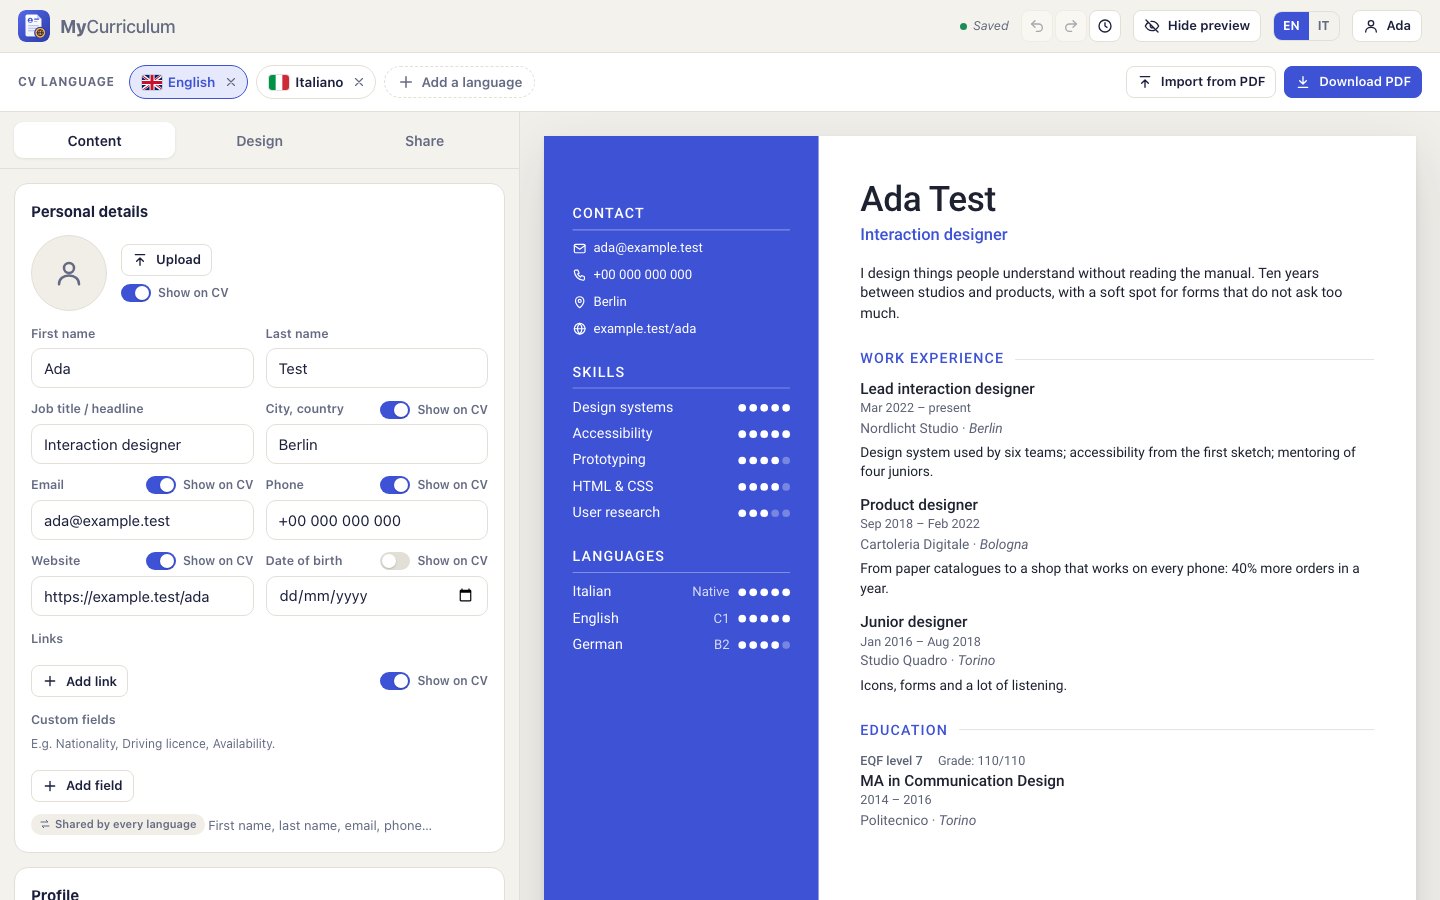 MyCurriculum
Saved
Hide preview
EN
IT
Ada
CV LANGUAGE
English
Italiano
Add a language
Import from PDF
Download PDF
Content
Design
Share
Personal details
Upload
Show on CV
First name
Last name
Ada
Test
Job title / headline
City, country
Show on CV
Interaction designer
Berlin
Email
Show on CV
Phone
Show on CV
ada@example.test
+00 000 000 000
Website
Show on CV
Date of birth
Show on CV
https://example.test/ada
dd/mm/yyyy
Links
Add link
Show on CV
Custom fields
E.g. Nationality, Driving licence, Availability.
Add field
Shared by every language
First name, last name, email, phone…
Profile
CONTACT
ada@example.test
+00 000 000 000
Berlin
example.test/ada
SKILLS
Design systems
Accessibility
Prototyping
HTML & CSS
User research
LANGUAGES
Italian Native
English C1
German B2
Ada Test
Interaction designer
I design things people understand without reading the manual. Ten years
between studios and products, with a soft spot for forms that do not ask too
much.
WORK EXPERIENCE
Lead interaction designer
Mar 2022 – present
Nordlicht Studio · Berlin
Design system used by six teams; accessibility from the first sketch; mentoring of
four juniors.
Product designer
Sep 2018 – Feb 2022
Cartoleria Digitale · Bologna
From paper catalogues to a shop that works on every phone: 40% more orders in a
year.
Junior designer
Jan 2016 – Aug 2018
Studio Quadro · Torino
Icons, forms and a lot of listening.
EDUCATION
EQF level 7 Grade: 110/110
MA in Communication Design
2014 – 2016
Politecnico · Torino